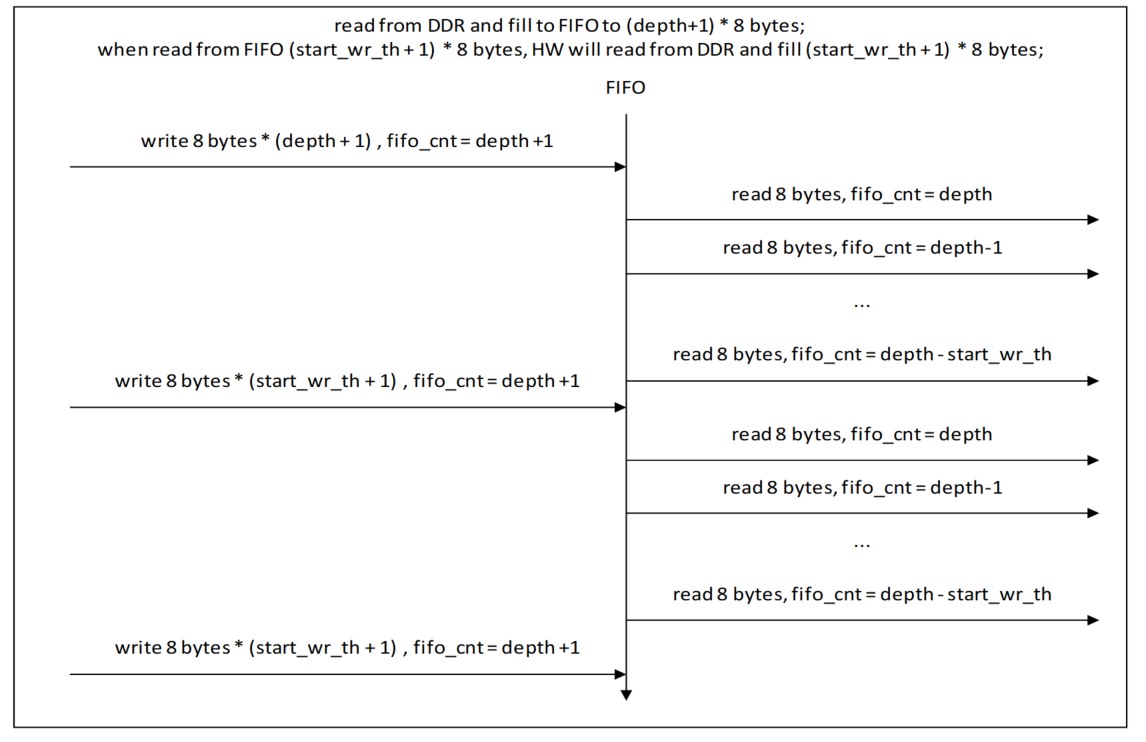 read from DDR and fill to FIFO to (depth+1) * 8 bytes;
when read from FIFO (start_wr_th + 1) * 8 bytes, HW will read from DDR and fill (start_wr_th + 1) * 8 bytes;
FIFO
write 8 bytes * (depth + 1) , fifo_cnt = depth +1
read 8 bytes, fifo_cnt = depth
read 8 bytes, fifo_cnt = depth-1
...
read 8 bytes, fifo_cnt = depth - start_wr_th
write 8 bytes * (start_wr_th + 1) , fifo_cnt = depth +1
read 8 bytes, fifo_cnt = depth
read 8 bytes, fifo_cnt = depth-1
...
read 8 bytes, fifo_cnt = depth - start_wr_th
write 8 bytes * (start_wr_th + 1) , fifo_cnt = depth +1